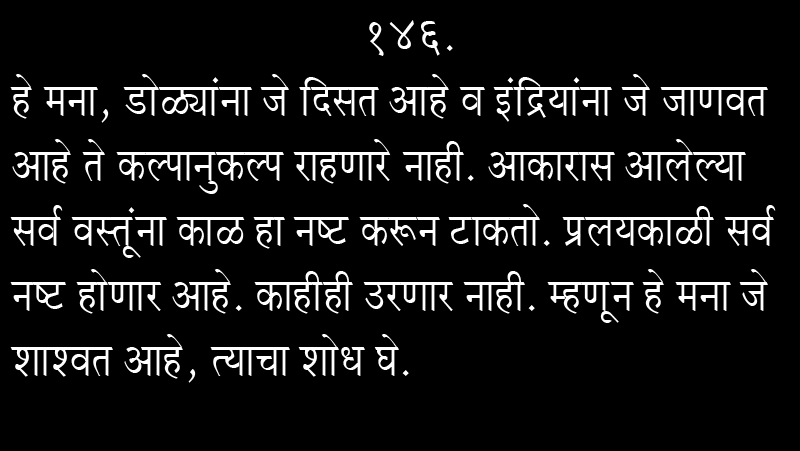 १४६.
हे मना, डोळ्यांना जे दिसत आहे व इंद्रियांना जे जाणवत
आहे ते कल्पानुकल्प राहणारे नाही. आकारास आलेल्या
सर्व वस्तूंना काळ हा नष्ट करून टाकतो. प्रलयकाळी सर्व
नष्ट होणार आहे. काहीही उरणार नाही. म्हणून हे मना जे
शाश्वत आहे, त्याचा शोध घे.